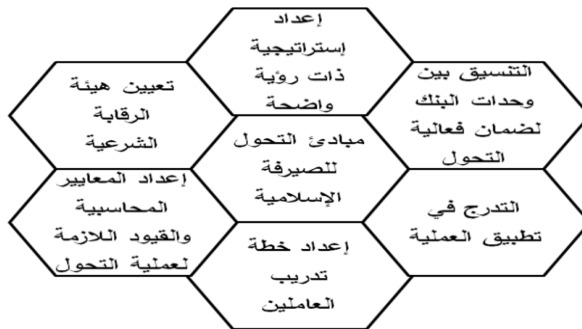 إعداد
إستراتيجية
ذات رؤية
واضحة
التنسيق بين
وحدات البنك
لضمان فعالية
التحول
تعيين هيئة
الرقابة
الشرعية
مبادئ التحول
للصيرفة
الإسلامية
التدرج في
تطبيق العملية
إعداد المعايير
المحاسبية
والقيود اللازمة
لعملية التحول
إعداد خطة
تدريب
العاملين